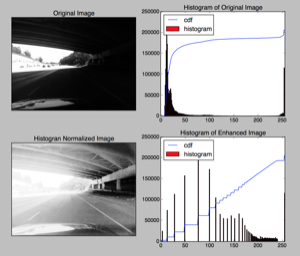 Original Image
Histogram of Original Image
250000
200000
150000
100000
50000
0
cdf
histogram
0 50 100 150 200 250
Histogran Normalized Image
Histogram of Enhanced Image
250000
200000
150000
100000
50000
0
cdf
histogram
0 50 100 150 200 250